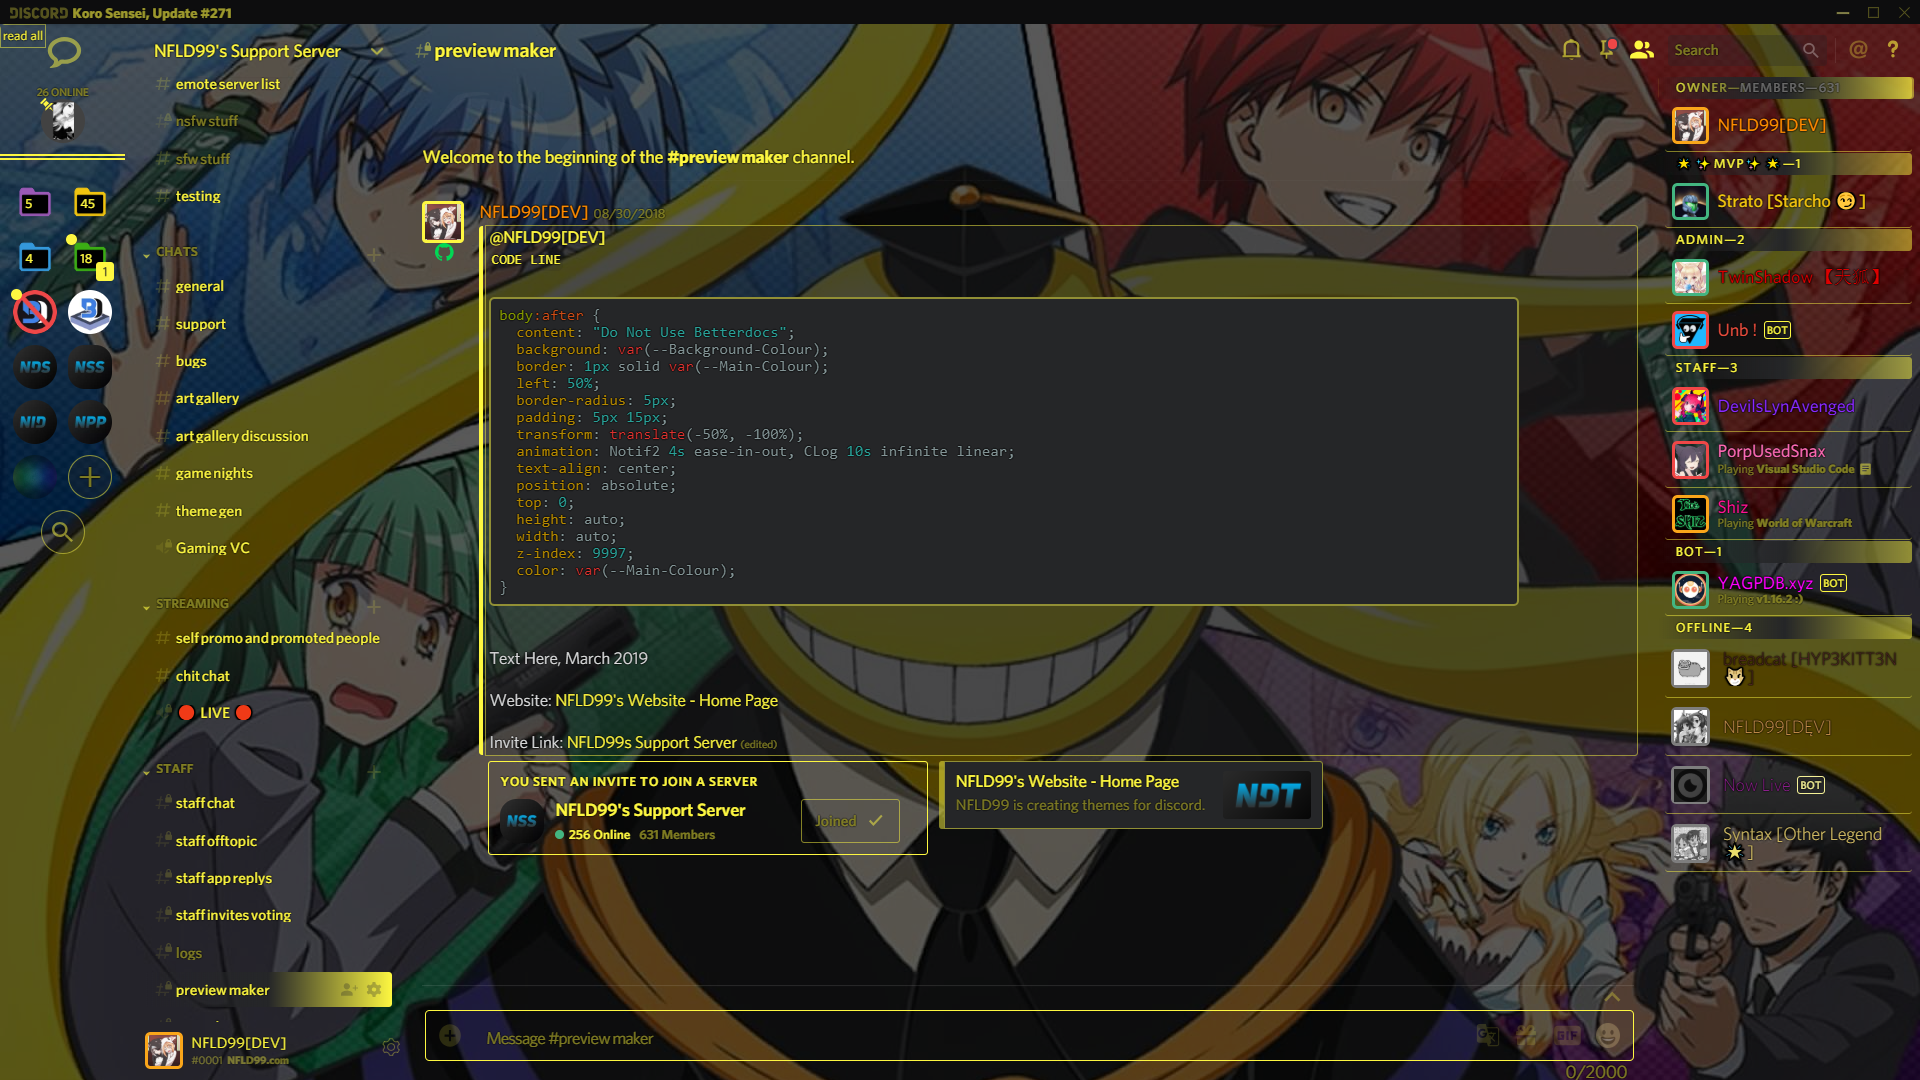 DISCORD Koro Sensei, Update #271
read all
26 ONLINE
5
45
4
18
1
NDS
NSS
NID
NPP
NFLD99's Support Server
emote server list
nsfw stuff
sfw stuff
testing
CHATS
general
support
bugs
art gallery
art gallery discussion
game nights
theme gen
Gaming VC
STREAMING
self promo and promoted people
chit chat
🔴 LIVE 🔴
STAFF
staff chat
staff offtopic
staff app replys
staff invites voting
logs
preview maker
NFLD99[DEV]
#0001 NFLD99.com
preview maker
Search
Welcome to the beginning of the #preview maker channel.
NFLD99[DEV] 08/30/2018
@NFLD99[DEV]
CODE LINE
body:after {
content: "Do Not Use Betterdocs";
background: var(--Background-Colour);
border: 1px solid var(--Main-Colour);
left: 50%;
border-radius: 5px;
padding: 5px 15px;
transform: translate(-50%, -100%);
animation: Notif2 4s ease-in-out, CLog 10s infinite linear;
text-align: center;
position: absolute;
top: 0;
height: auto;
width: auto;
z-index: 9997;
color: var(--Main-Colour);
}
Text Here, March 2019
Website: NFLD99's Website - Home Page
Invite Link: NFLD99s Support Server (edited)
YOU SENT AN INVITE TO JOIN A SERVER
NSS
NFLD99's Support Server
256 Online 631 Members
Joined
NFLD99's Website - Home Page
NFLD99 is creating themes for discord.
NDT
Message #preview maker
GIF
0/2000
OWNER—MEMBERS—631
NFLD99[DEV]
MVP—1
Strato [Starcho 😏]
ADMIN—2
TwinShadow
Unb ! BOT
STAFF—3
DevilsLynAvenged
PorpUsedSnax
Playing Visual Studio Code
Shiz
Playing World of Warcraft
BOT—1
YAGPDB.xyz BOT
Playing v1.16.2 :)
OFFLINE—4
breadcat [HYP3KITT3N
]
NFLD99[DEV]
Now Live BOT
Syntax [Other Legend
🌟]